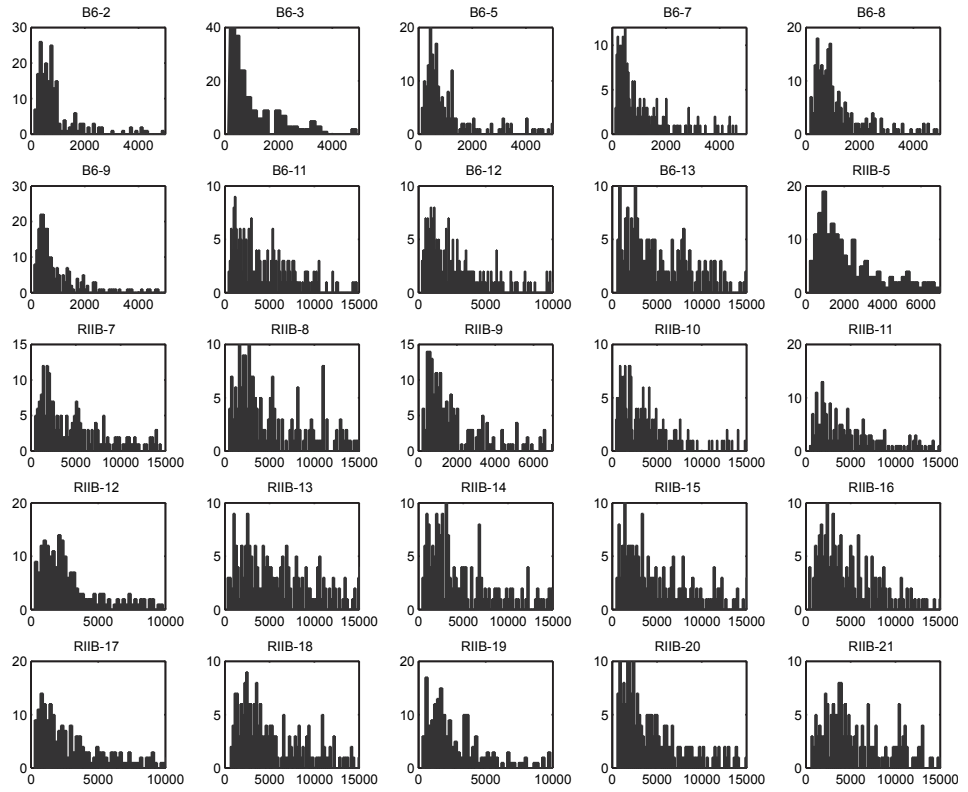 B6-2 B6-3 B6-5 B6-7 B6-8
30 40 20 12
20 20 10 10 5 0
0 2000 4000 0 2000 4000 0 2000 4000 0 2000 4000 0 2000 4000
B6-9 B6-11 B6-12 B6-13 RIIB-5
30 20 10 0 10 5 0 10 5 0 10 5 0 20 10 0
0 2000 4000 0 5000 10000 15000 0 5000 10000 0 5000 10000 15000 0 2000 4000 6000
RIIB-7 RIIB-8 RIIB-9 RIIB-10 RIIB-11
15 10 5 0 10 5 0 15 10 5 0 10 5 0 20 10 0
0 5000 10000 15000 0 5000 10000 15000 0 2000 4000 6000 0 5000 10000 15000 0 5000 10000 15000
RIIB-12 RIIB-13 RIIB-14 RIIB-15 RIIB-16
20 10 0 10 5 0 10 5 0 10 5 0 10 5 0
0 5000 10000 0 5000 10000 15000 0 5000 10000 15000 0 5000 10000 15000 0 5000 10000 15000
RIIB-17 RIIB-18 RIIB-19 RIIB-20 RIIB-21
20 10 0 10 5 0 20 10 0 10 5 0 10 5 0
0 5000 10000 0 5000 10000 15000 0 5000 10000 0 5000 10000 15000 0 5000 10000 15000